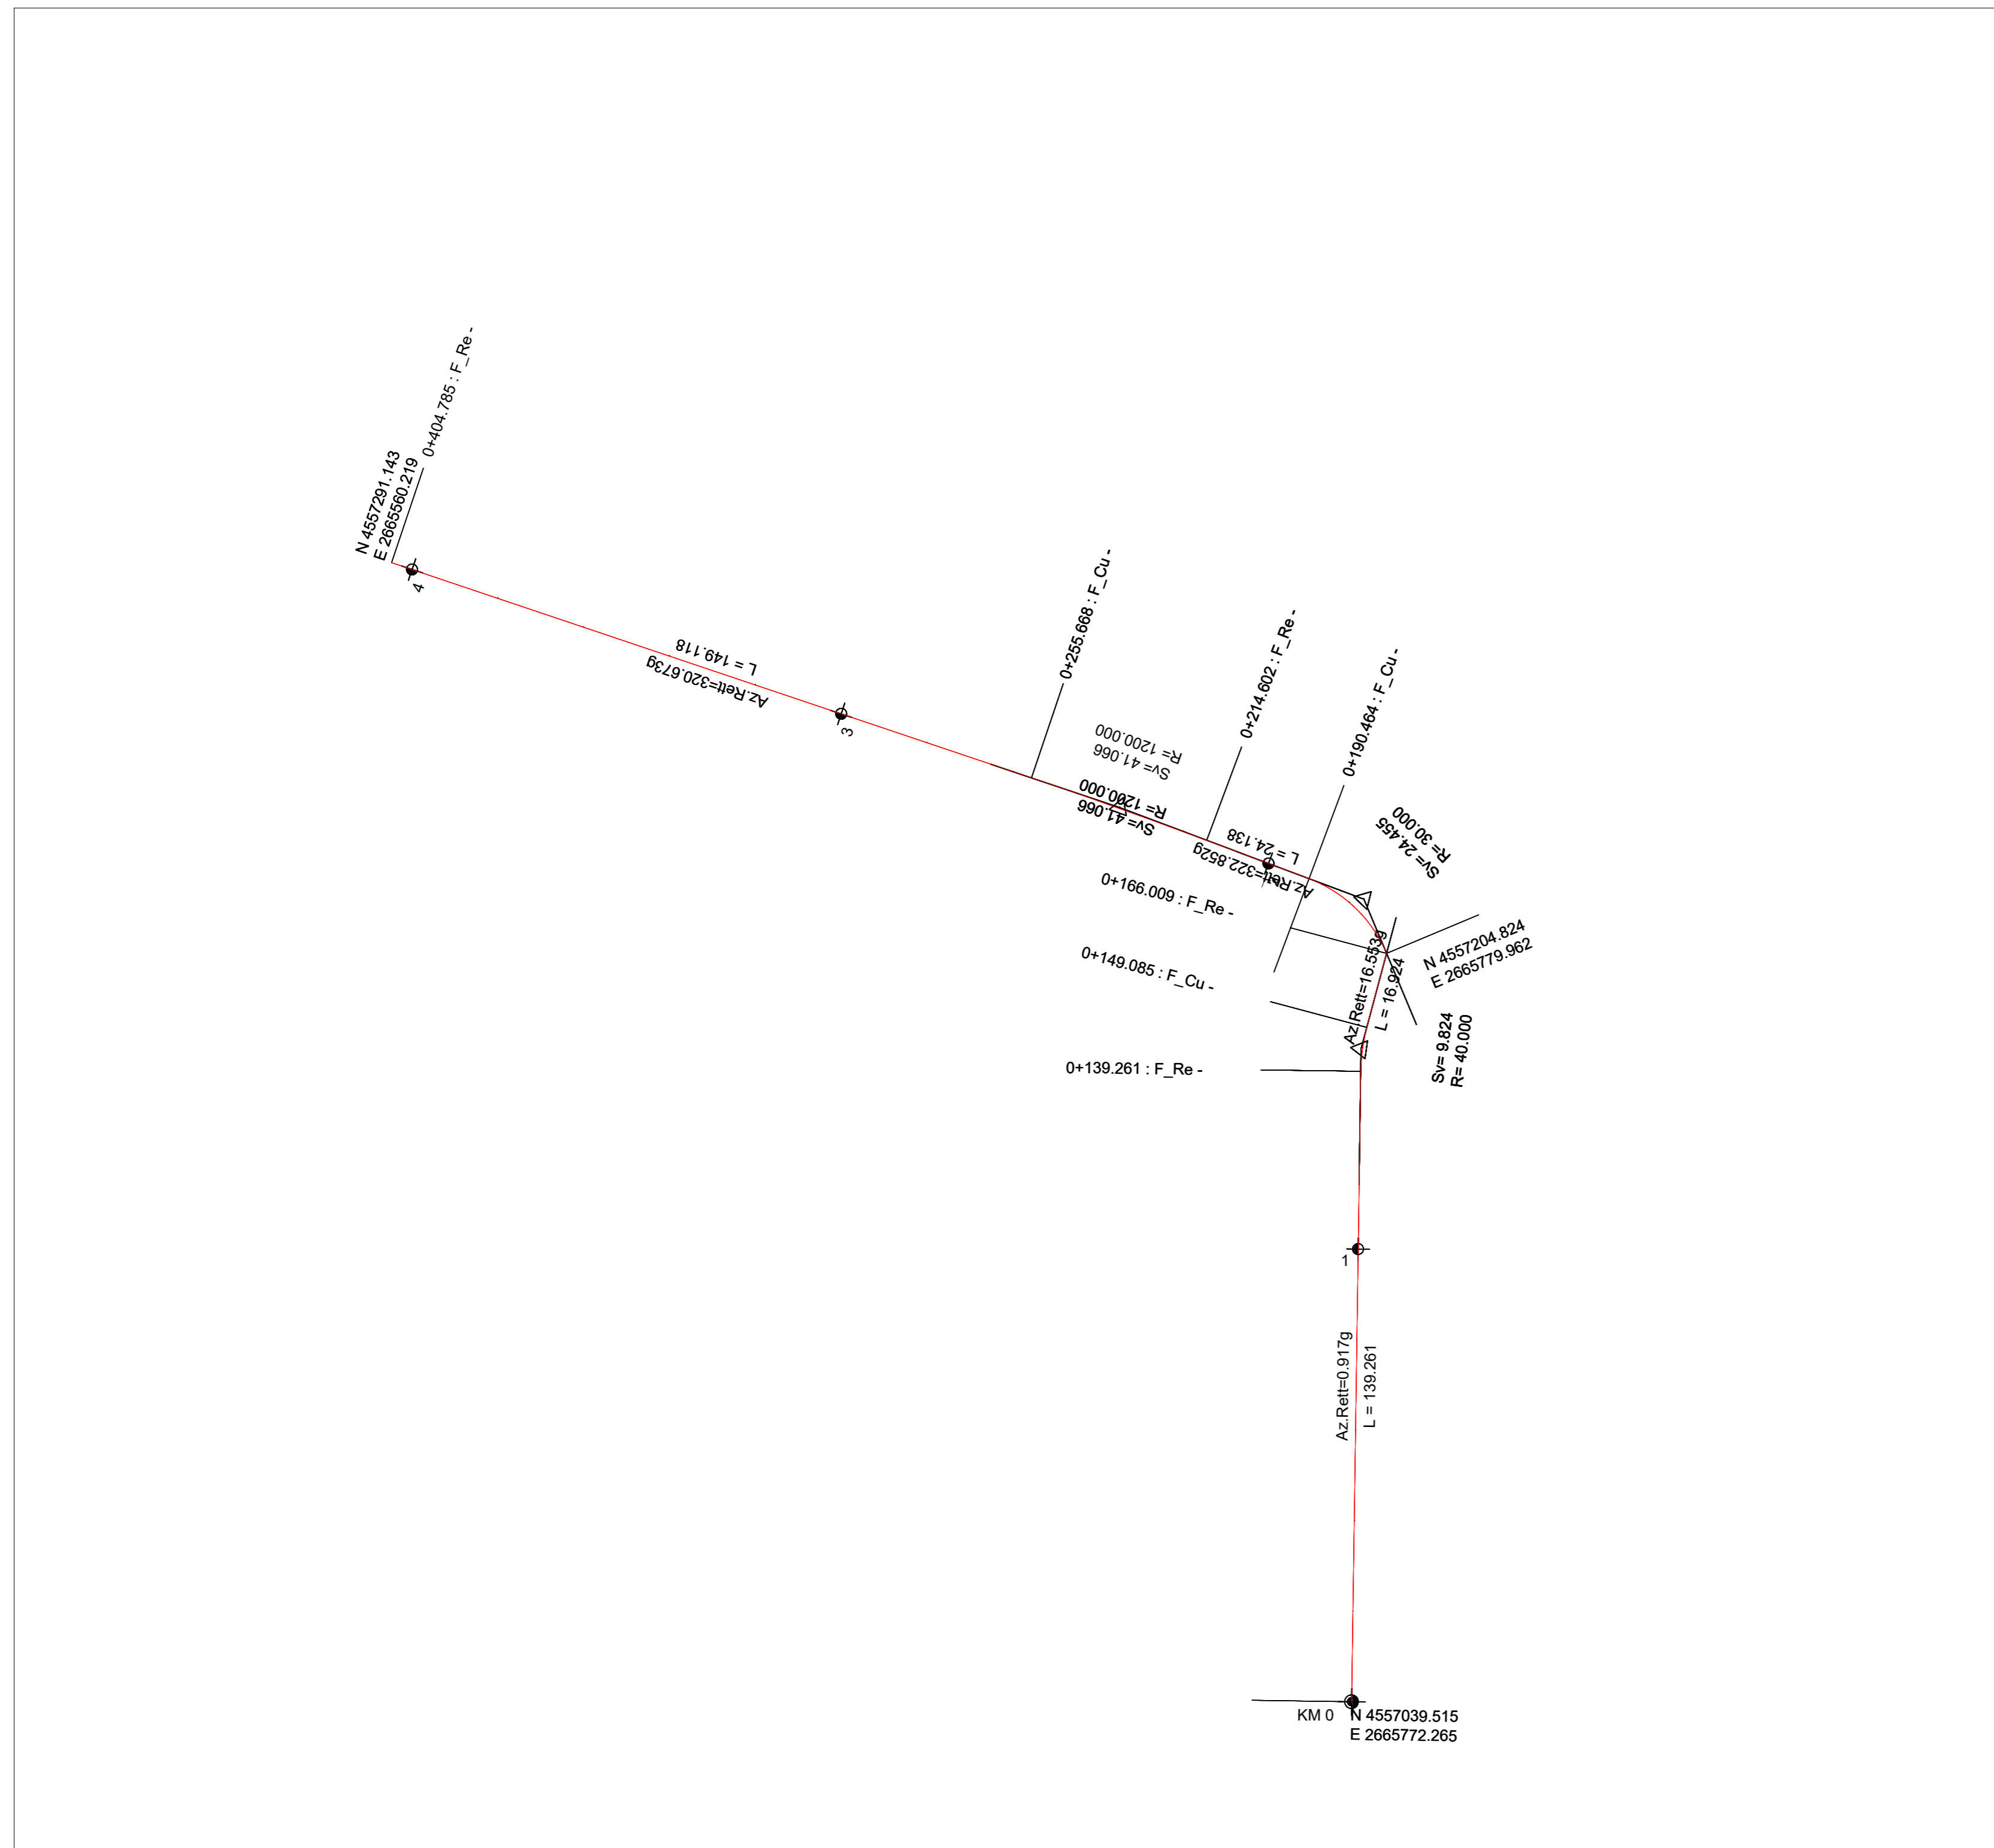 0+404.785 : F_Re -
N 4557291.143
E 2665560.219
4
L = 149.118
Az.Rett=320.673g
3
0+255.668 : F_Cu -
R= 1200.000
Sv= 41.066
R= 1200.000
Sv= 41.066
0+214.602 : F_Re -
0+190.464 : F_Cu -
L = 24.138
Az.Rett=322.852g
R= 30.000
Sv= 24.455
0+166.009 : F_Re -
N 4557204.824
E 2665779.962
Az.Rett=16.553g
L = 16.924
0+149.085 : F_Cu -
Sv= 9.824
R= 40.000
0+139.261 : F_Re -
1
Az.Rett=0.917g
L = 139.261
KM 0
N 4557039.515
E 2665772.265